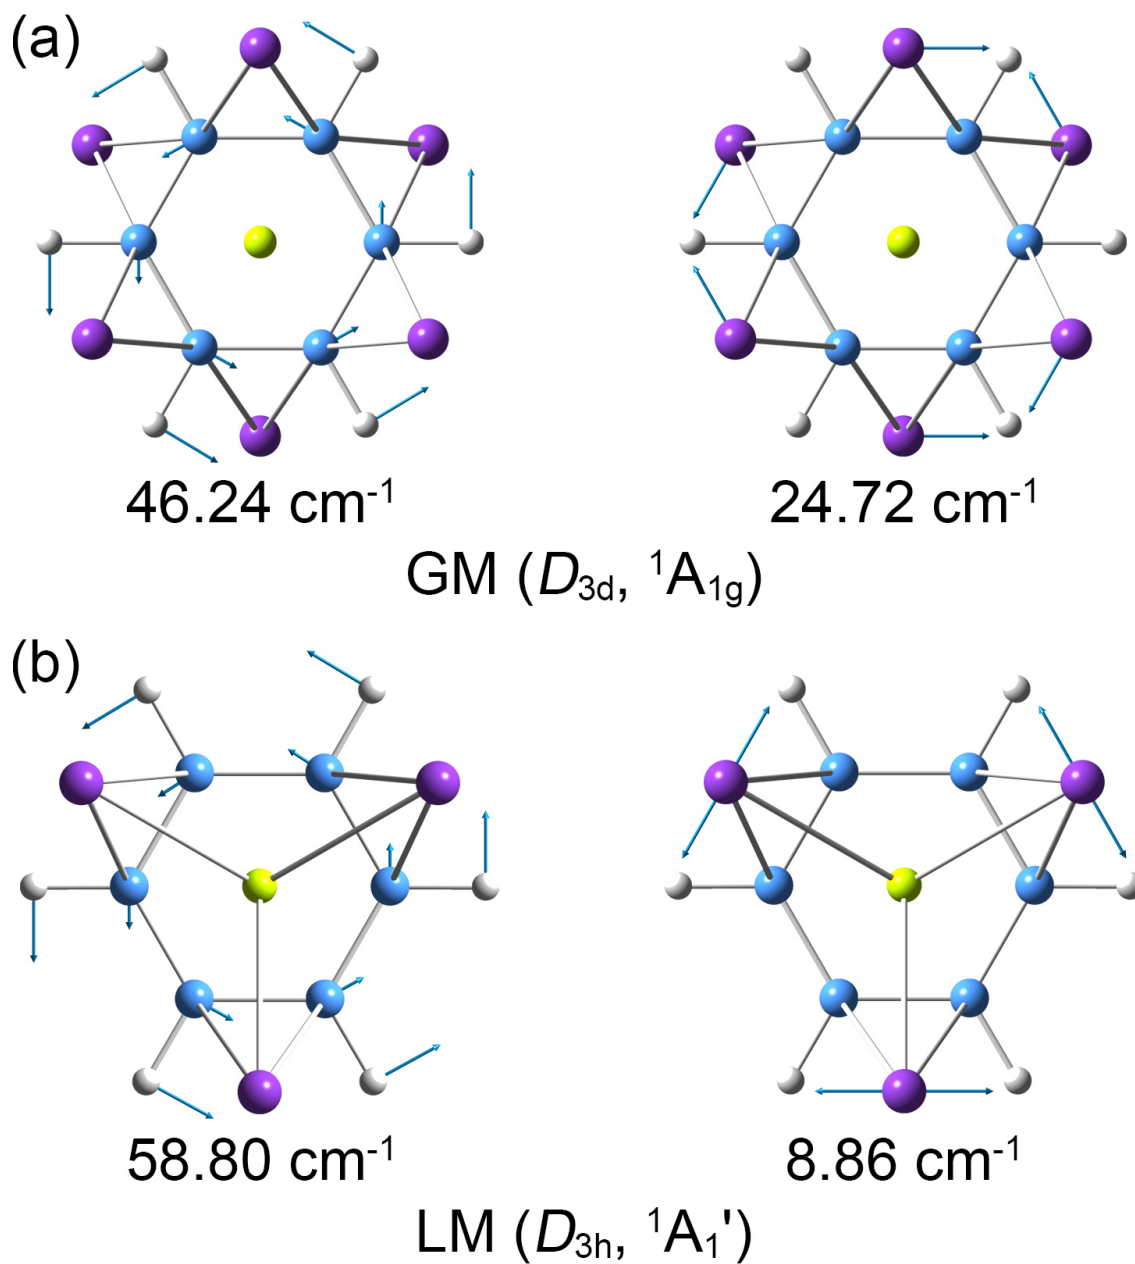 (a)
46.24 cm⁻¹ 24.72 cm⁻¹
GM (D₃d, ¹A₁g)
(b)
58.80 cm⁻¹ 8.86 cm⁻¹
LM (D₃h, ¹A₁')